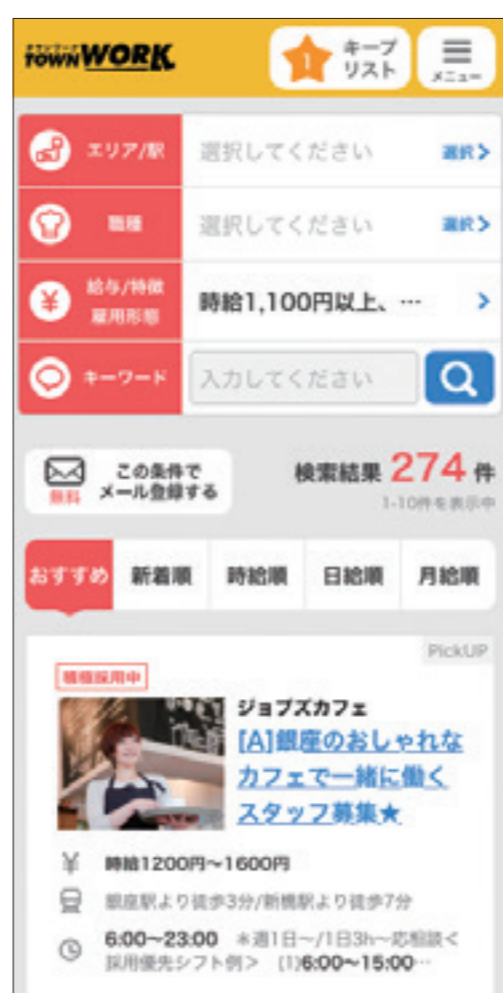 タウンワーク
TOWNWORK
1
キープ
リスト
メニュー
エリア/駅
選択してください
選択
職種
選択してください
選択
給与/特徴
雇用形態
時給1,100円以上、…
キーワード
入力してください
無料
この条件で
メール登録する
検索結果 274 件
1-10件を表示中
おすすめ
新着順
時給順
日給順
月給順
PickUP
積極採用中
ジョブズカフェ
[A]銀座のおしゃれな
カフェで一緒に働く
スタッフ募集★
時給1200円～1600円
銀座駅より徒歩3分/新橋駅より徒歩7分
6:00～23:00 ＊週1日～/1日3h～応相談＜
採用優先シフト例＞ (1)6:00～15:00…